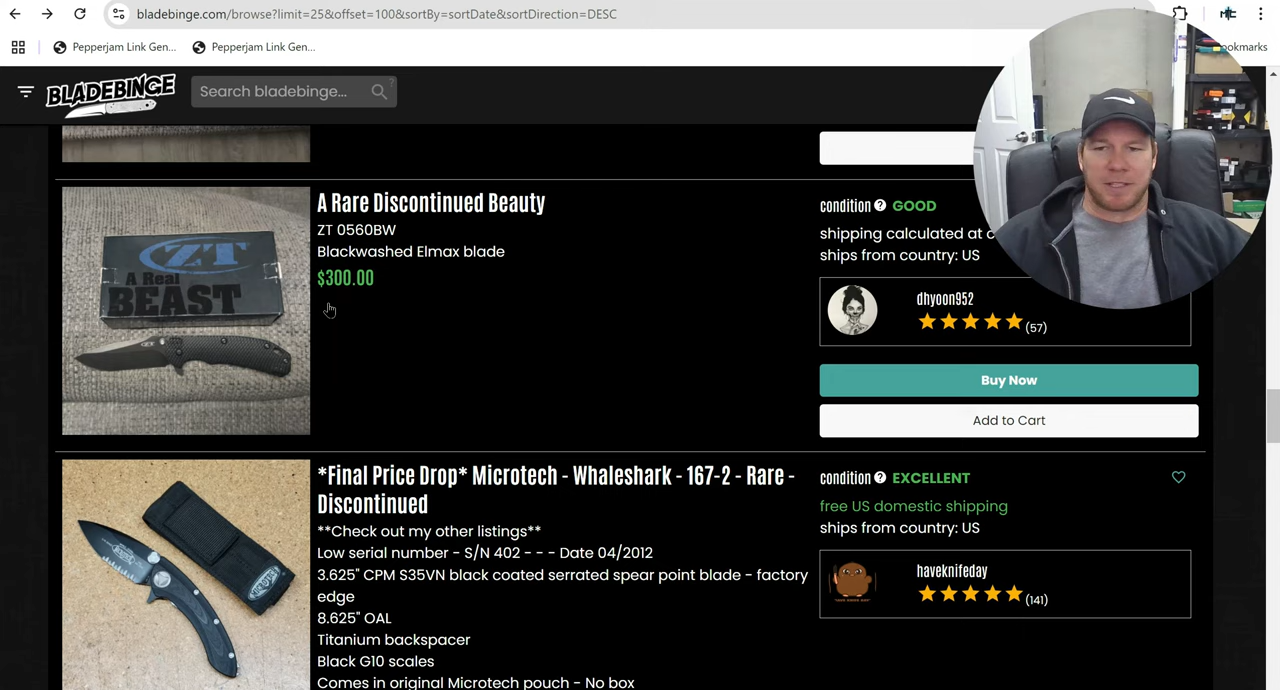 bladebinge.com/browse?limit=25&offset=100&sortBy=sortDate&sortDirection=DESC
Pepperjam Link Gen...
Pepperjam Link Gen...
ookmarks
BLADEBINGE
Search bladebinge...
?
A Rare Discontinued Beauty
ZT 0560BW
Blackwashed Elmax blade
$300.00
ZT
A Real
BEAST
condition ? GOOD
shipping calculated at c
ships from country: US
dhyoon952
(57)
Buy Now
Add to Cart
*Final Price Drop* Microtech - Whaleshark - 167-2 - Rare -
Discontinued
**Check out my other listings**
Low serial number - S/N 402 - - - Date 04/2012
3.625" CPM S35VN black coated serrated spear point blade - factory
edge
8.625" OAL
Titanium backspacer
Black G10 scales
Comes in original Microtech pouch - No box
condition ? EXCELLENT
free US domestic shipping
ships from country: US
haveknifeday
(141)